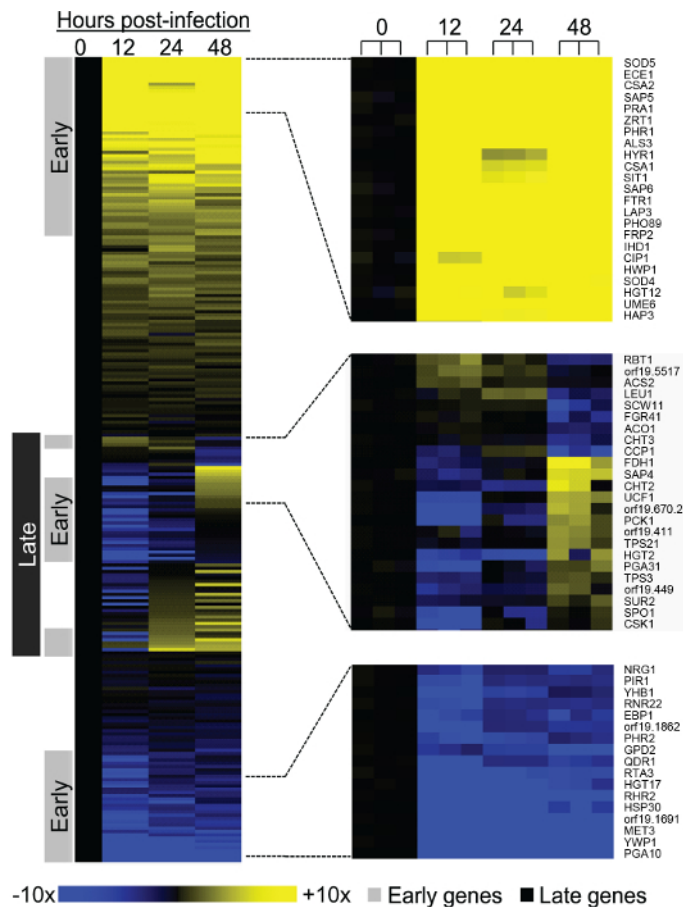 Hours post-infection
0 12 24 48
0 12 24 48
Early
Late
Early
Early
SOD5
ECE1
CSA2
SAP5
PRA1
ZRT1
PHR1
ALS3
HYR1
CSA1
SIT1
SAP6
FTR1
LAP3
PHO89
FRP2
IHD1
CIP1
HWP1
SOD4
HGT12
UME6
HAP3
RBT1
orf19.5517
ACS2
LEU1
SCW11
FGR41
ACO1
CHT3
CCP1
FDH1
SAP4
CHT2
UCF1
orf19.670.2
PCK1
orf19.411
TPS21
HGT2
PGA31
TPS3
orf19.449
SUR2
SPO1
CSK1
NRG1
PIR1
YHB1
RNR22
EBP1
orf19.1862
PHR2
GPD2
QDR1
RTA3
HGT17
RHR2
HSP30
orf19.1691
MET3
YWP1
PGA10
-10x +10x Early genes Late genes